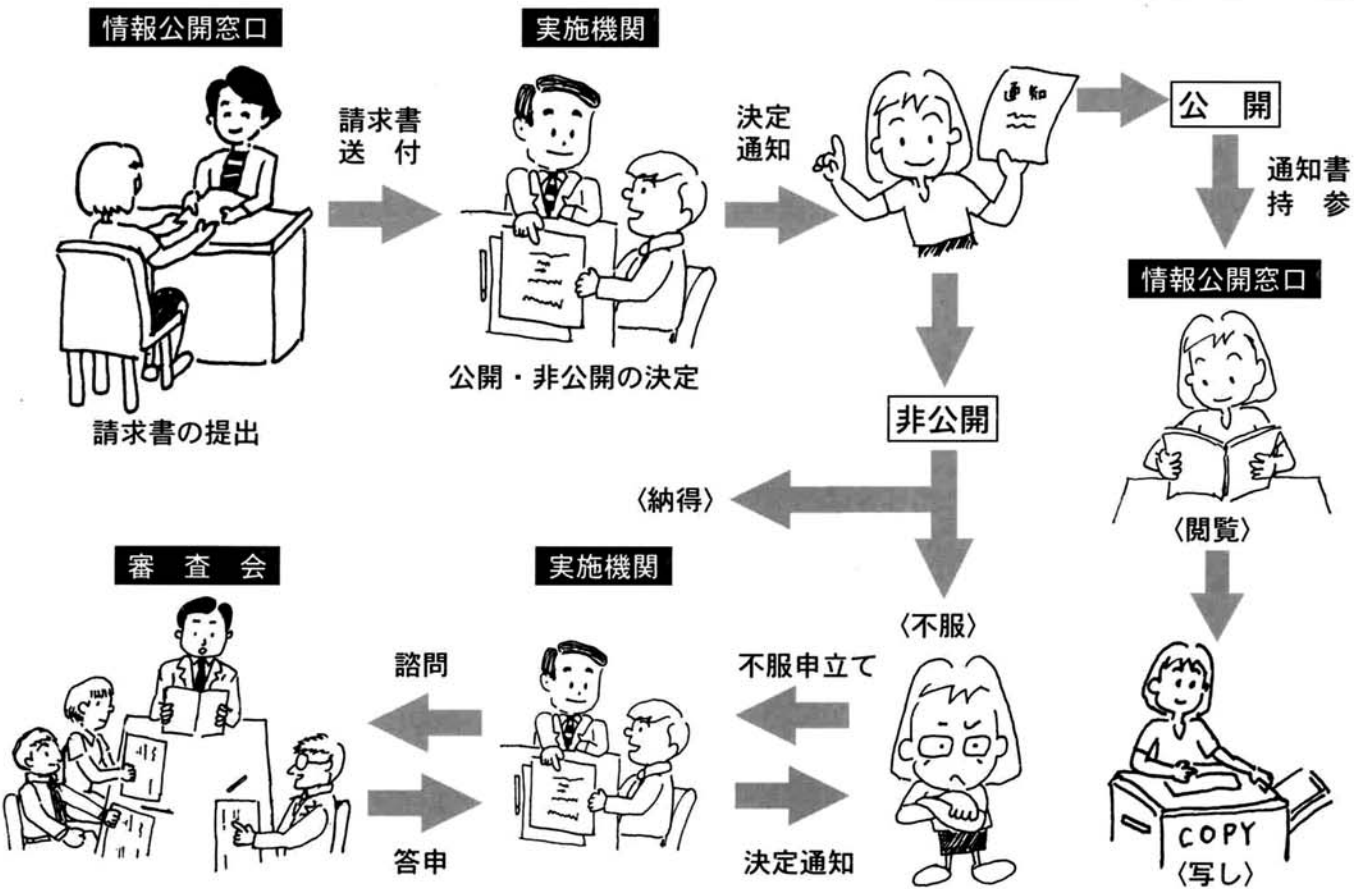 情報公開窓口
実施機関
請求書
送 付
決定
通知
通知
公 開
通知書
持 参
情報公開窓口
公開・非公開の決定
請求書の提出
非公開
〈納得〉
〈閲覧〉
審 査 会
実施機関
〈不服〉
諮問
不服申立て
答申
決定通知
COPY
〈写し〉